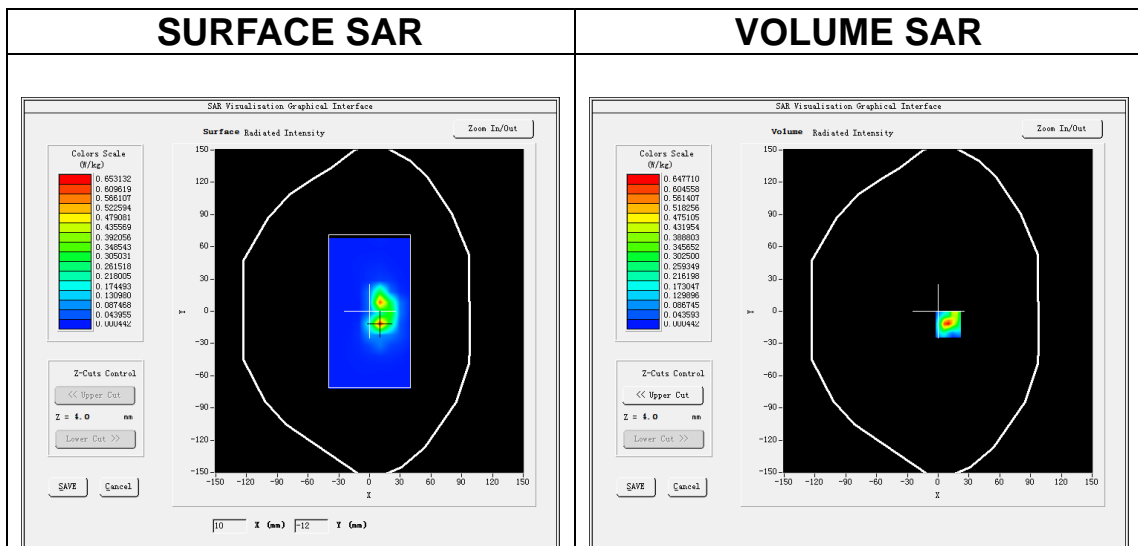 SURFACE SAR
VOLUME SAR
SAR Visualisation Graphical Interface
Surface Radiated Intensity
Zoom In/Out
Colors Scale
(W/kg)
0.653132
0.609619
0.566107
0.522594
0.479081
0.435569
0.392056
0.348543
0.305031
0.261518
0.218005
0.174493
0.130980
0.087468
0.043955
0.000442
150
120
90
60
30
0
-30
-60
-90
-120
-150
Y
-150 -120 -90 -60 -30 0 30 60 90 120 150
X
Z-Cuts Control
<< Upper Cut
Z = 4.0 mm
Lower Cut >>
SAVE Cancel
10 X (mm) -12 Y (mm)
SAR Visualisation Graphical Interface
Volume Radiated Intensity
Zoom In/Out
Colors Scale
(W/kg)
0.647710
0.604558
0.561407
0.518256
0.475105
0.431954
0.388803
0.345652
0.302500
0.259349
0.216198
0.173047
0.129896
0.086745
0.043593
0.000442
150
120
90
60
30
0
-30
-60
-90
-120
-150
Y
-150 -120 -90 -60 -30 0 30 60 90 120 150
X
Z-Cuts Control
<< Upper Cut
Z = 4.0 mm
Lower Cut >>
SAVE Cancel